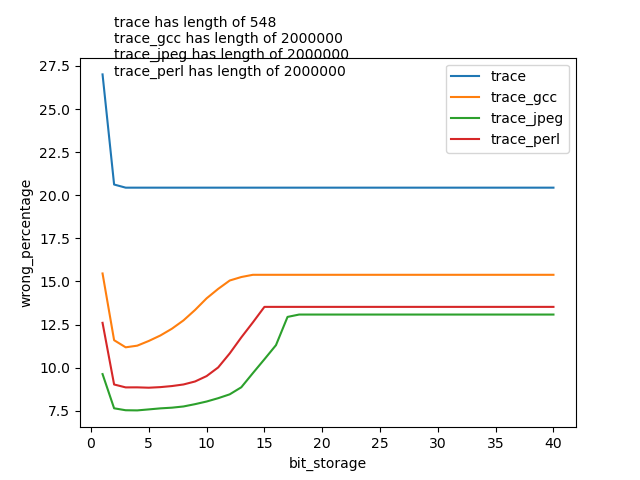 trace has length of 548
trace_gcc has length of 2000000
trace_jpeg has length of 2000000
trace_perl has length of 2000000
trace
trace_gcc
trace_jpeg
trace_perl
wrong_percentage
27.5
25.0
22.5
20.0
17.5
15.0
12.5
10.0
7.5
0 5 10 15 20 25 30 35 40
bit_storage